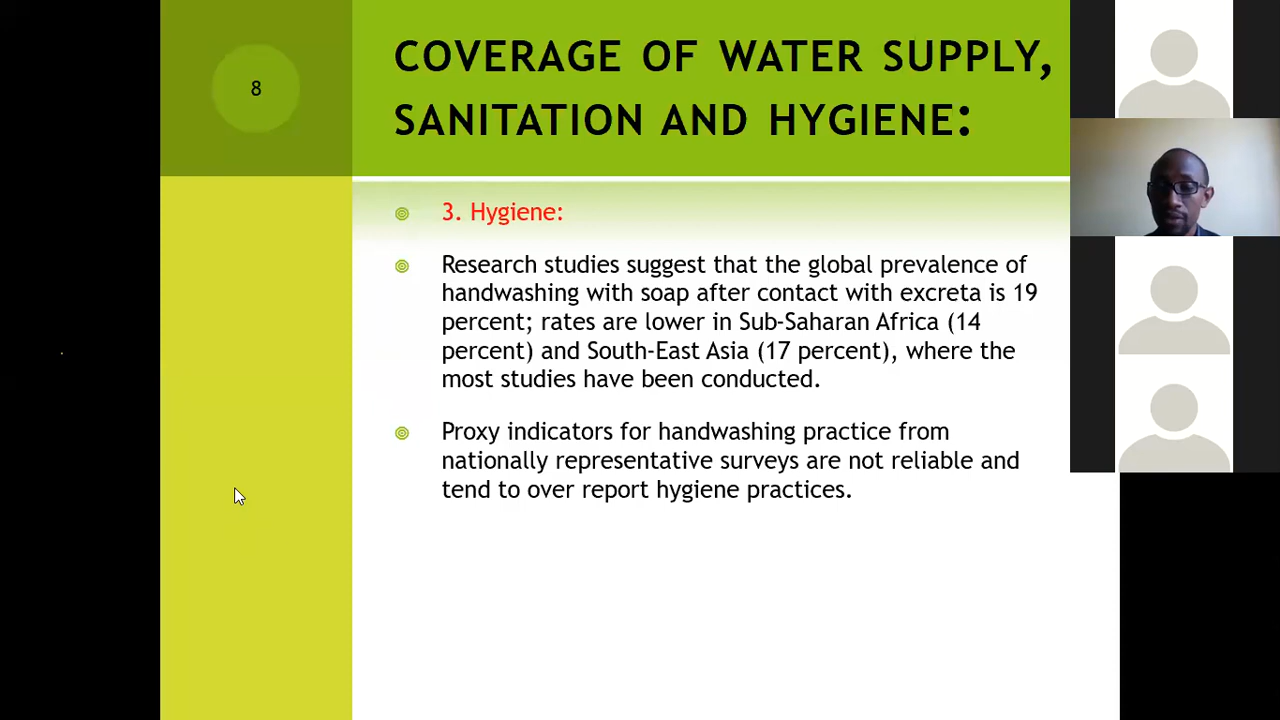 8
COVERAGE OF WATER SUPPLY,
SANITATION AND HYGIENE:
3. Hygiene:
Research studies suggest that the global prevalence of
handwashing with soap after contact with excreta is 19
percent; rates are lower in Sub-Saharan Africa (14
percent) and South-East Asia (17 percent), where the
most studies have been conducted.
Proxy indicators for handwashing practice from
nationally representative surveys are not reliable and
tend to over report hygiene practices.